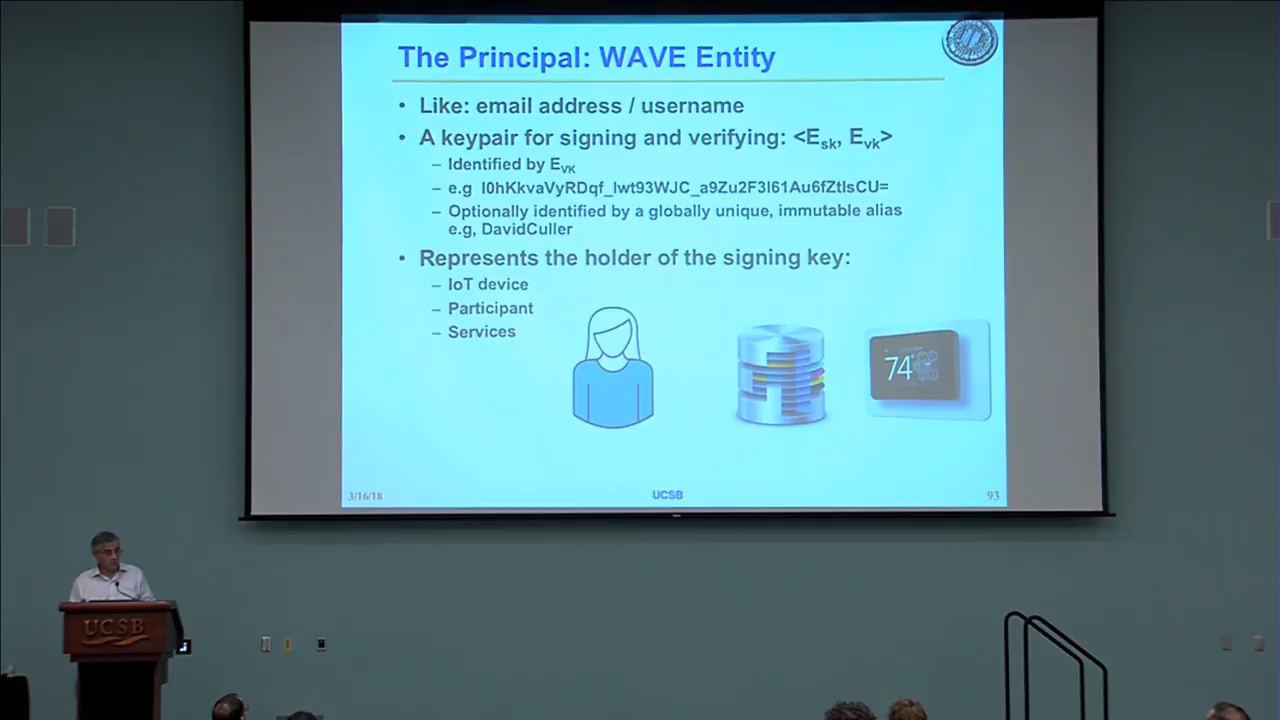 The Principal: WAVE Entity
• Like: email address / username
• A keypair for signing and verifying: <Esk, Evk>
– Identified by EVK
– e.g I0hKkvaVyRDqf_Iwt93WJC_a9Zu2F3I61Au6fZtIsCU=
– Optionally identified by a globally unique, immutable alias
e.g, DavidCuller
• Represents the holder of the signing key:
– IoT device
– Participant
– Services
74
3/16/18
UCSB
93
UCSB